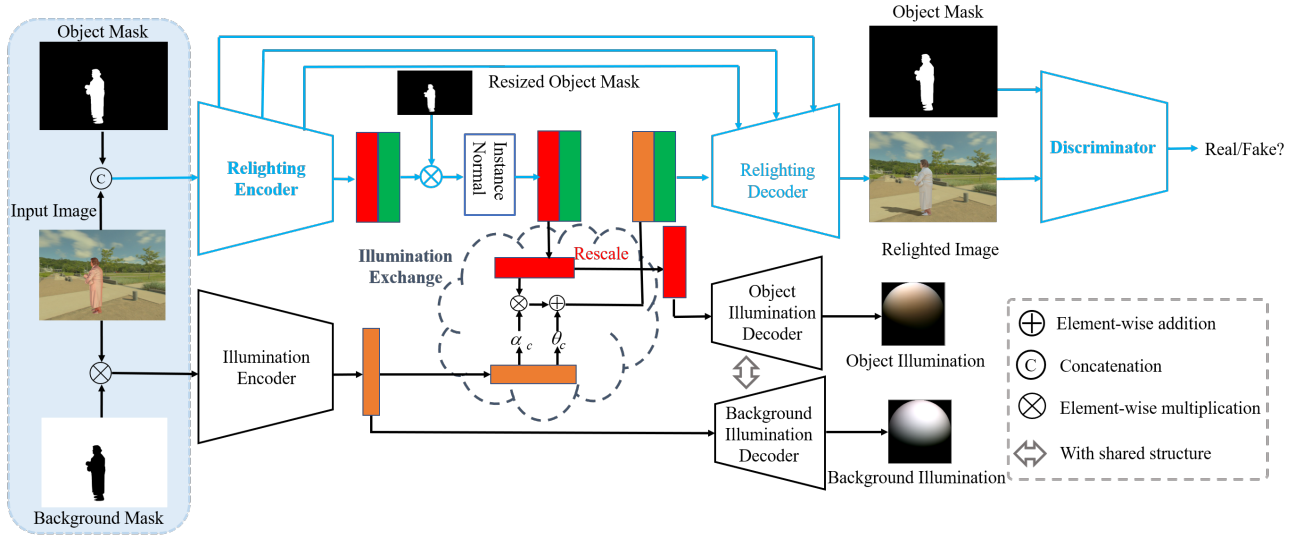 Object Mask
C
Input Image
Background Mask
Relighting
Encoder
Resized Object Mask
Instance
Normal
Relighting
Decoder
Object Mask
Relighted Image
Discriminator
Real/Fake?
Illumination
Exchange
Rescale
α c
θc
Illumination
Encoder
Object
Illumination
Decoder
Object Illumination
Background
Illumination
Decoder
Background Illumination
Element-wise addition
C
Concatenation
Element-wise multiplication
With shared structure